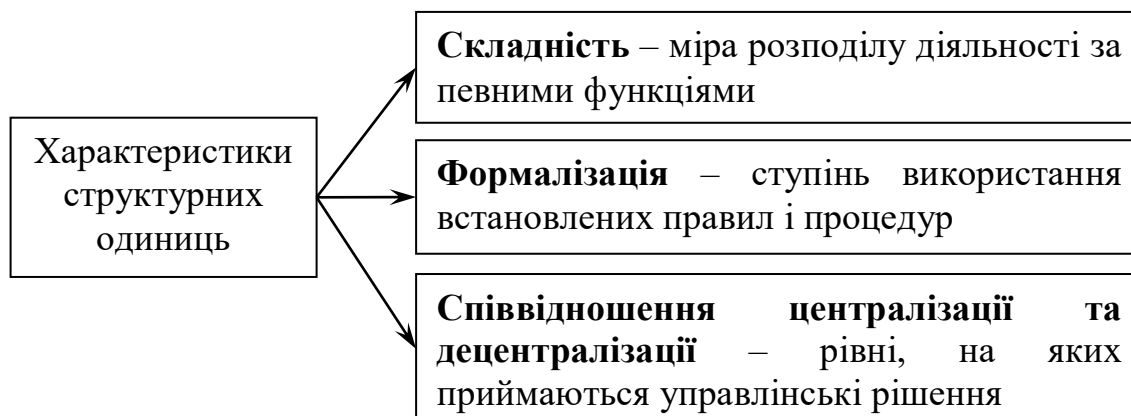 Характеристики
структурних
одиниць
Складність – міра розподілу діяльності за
певними функціями
Формалізація – ступінь використання
встановлених правил і процедур
Співвідношення централізації та
децентралізації – рівні, на яких
приймаються управлінські рішення